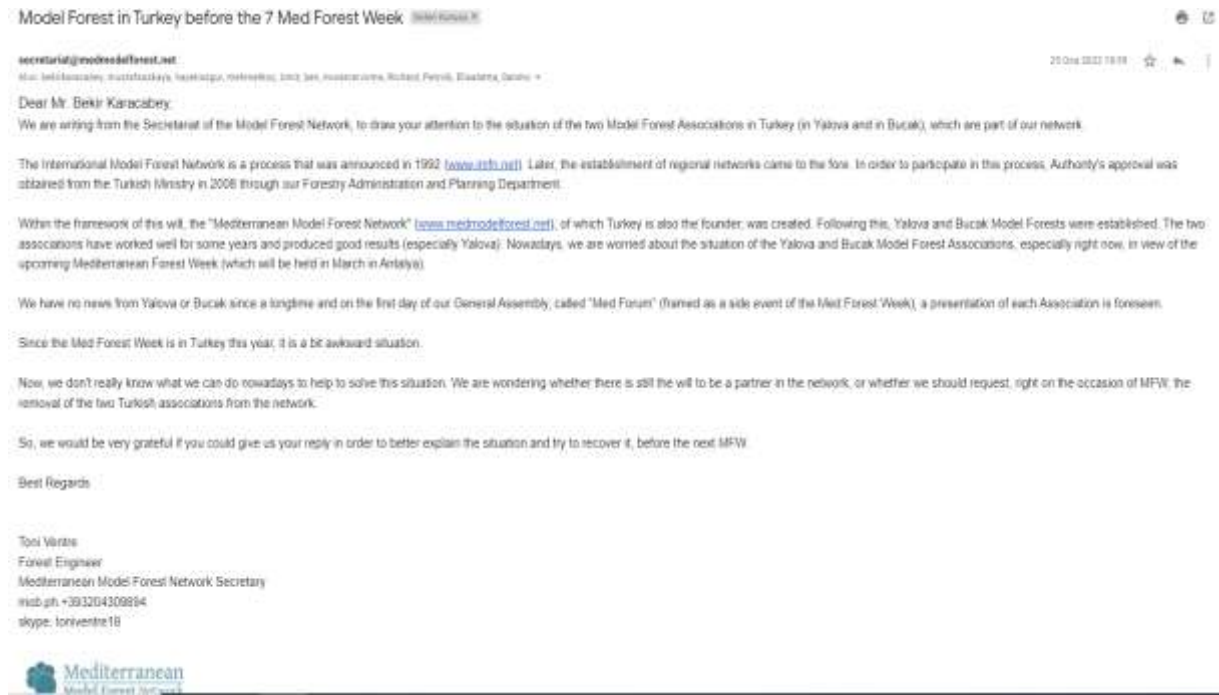 Model Forest in Turkey before the 7 Med Forest Week
secretariat@medmodelforest.net
Dear Mr. Bekir Karacabey,
We are writing from the Secretariat of the Model Forest Network, to draw your attention to the situation of the two Model Forest Associations in Turkey (in Yalova and in Bucak), which are part of our network.
The International Model Forest Network is a process that was announced in 1992 (www.imfn.net). Later, the establishment of regional networks came to the fore. In order to participate in this process, Authority's approval was
obtained from the Turkish Ministry in 2008 through our Forestry Administration and Planning Department.
Within the framework of this will, the "Mediterranean Model Forest Network" (www.medmodelforest.net), of which Turkey is also the founder, was created. Following this, Yalova and Bucak Model Forests were established. The two
associations have worked well for some years and produced good results (especially Yalova). Nowadays, we are worried about the situation of the Yalova and Bucak Model Forest Associations, especially right now, in view of the
upcoming Mediterranean Forest Week (which will be held in March in Antalya).
We have no news from Yalova or Bucak since a longtime and on the first day of our General Assembly, called "Med Forum" (framed as a side event of the Med Forest Week), a presentation of each Association is foreseen.
Since the Med Forest Week is in Turkey this year, it is a bit awkward situation.
Now, we don't really know what we can do nowadays to help to solve this situation. We are wondering whether there is still the will to be a partner in the network, or whether we should request, right on the occasion of MFW, the
removal of the two Turkish associations from the network.
So, we would be very grateful if you could give us your reply in order to better explain the situation and try to recover it, before the next MFW.
Best Regards
Toni Ventre
Forest Engineer
Mediterranean Model Forest Network Secretary
mob.ph.+393204309894
skype: toniventre18
Mediterranean
Model Forest Network